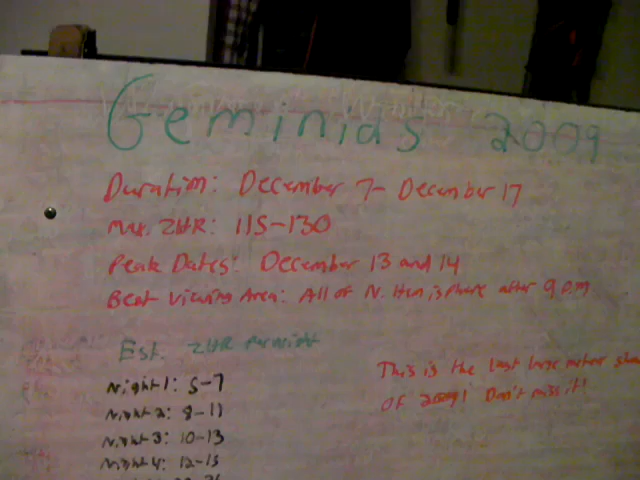 Geminids 2009
Duration: December 7- December 17
Max. ZHR: 115-130
Peak Dates: December 13 and 14
Best Viewing Area: All of N. Hemisphere after 9 p.m
Est. ZHR per night
Night 1: 5-7
Night 2: 8-11
Night 3: 10-13
Night 4: 12-15
This is the last large meteor
of 2009! Don't miss it!